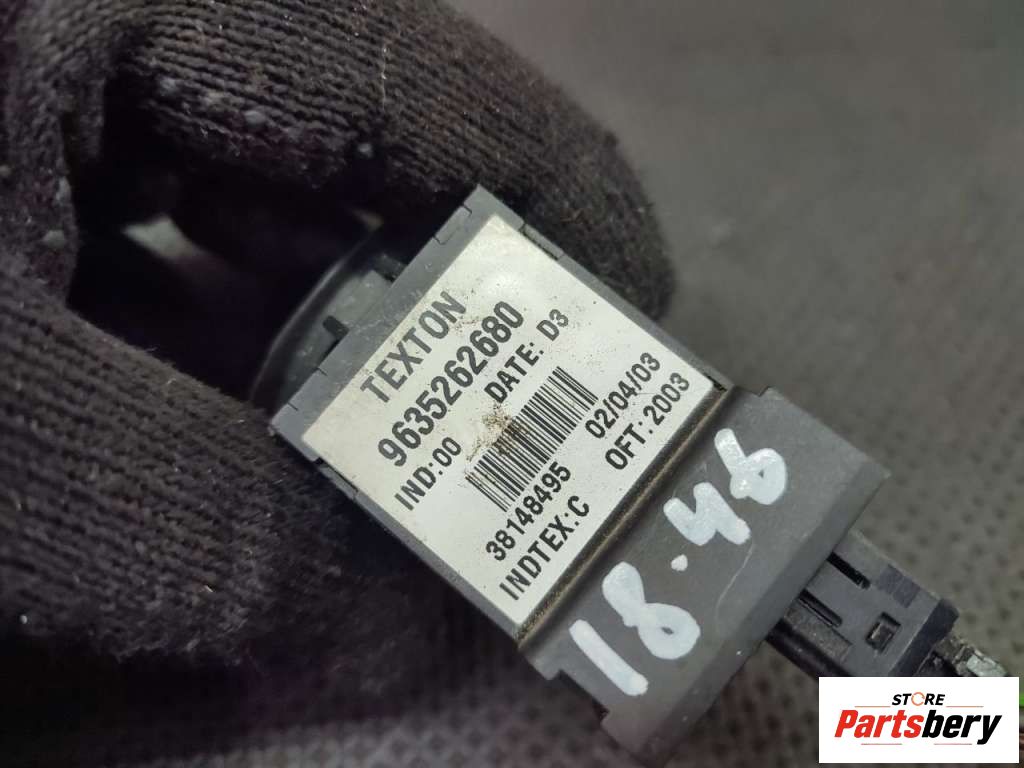 TEXTON
9635262680
IND:00 DATE: D3
38148495 02/04/03
INDTEX:C OFT:2003
18.46
STORE
Partsbery